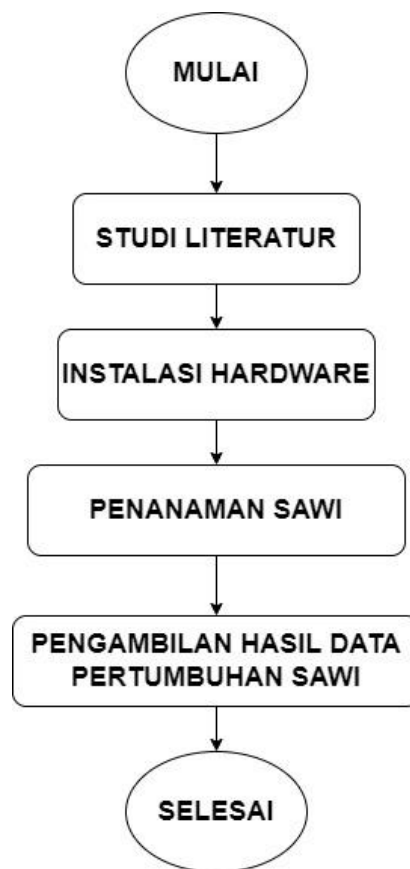 MULAI
STUDI LITERATUR
INSTALASI HARDWARE
PENANAMAN SAWI
PENGAMBILAN HASIL DATA
PERTUMBUHAN SAWI
SELESAI